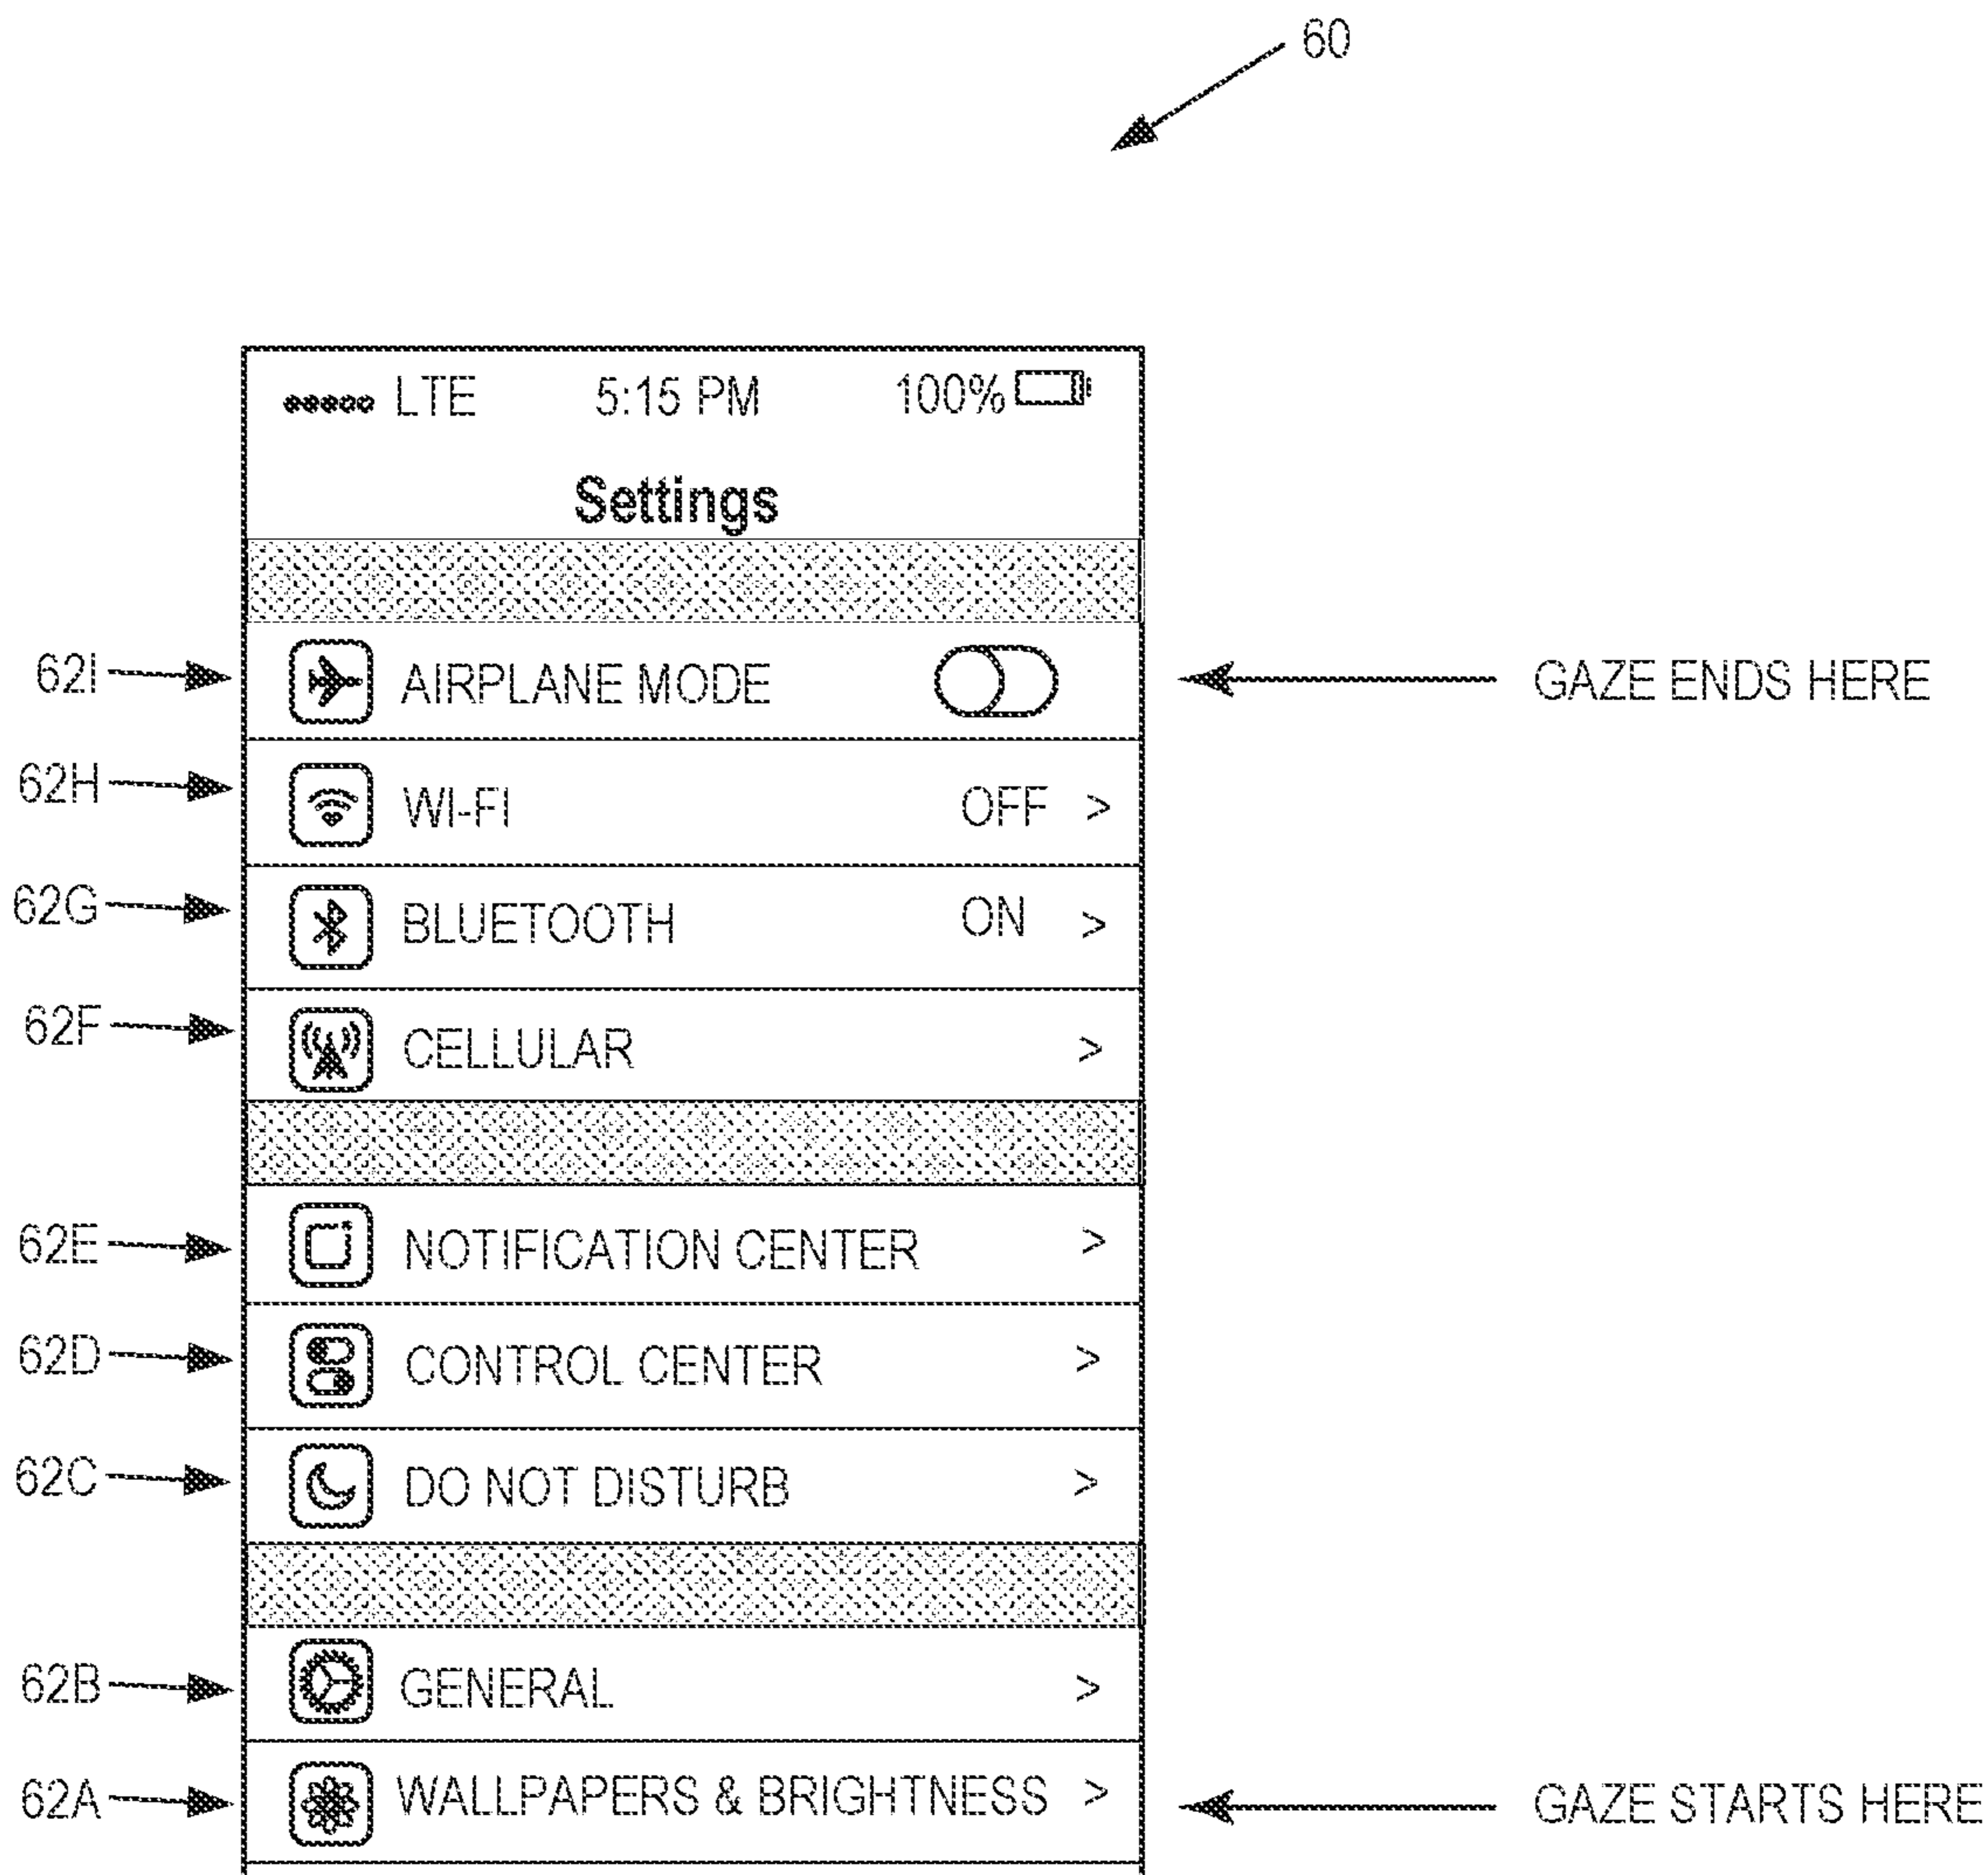 60
LTE 5:15 PM 100%
Settings
62I AIRPLANE MODE GAZE ENDS HERE
62H WI-FI OFF >
62G BLUETOOTH ON >
62F CELLULAR >
62E NOTIFICATION CENTER >
62D CONTROL CENTER >
62C DO NOT DISTURB >
62B GENERAL >
62A WALLPAPERS & BRIGHTNESS > GAZE STARTS HERE